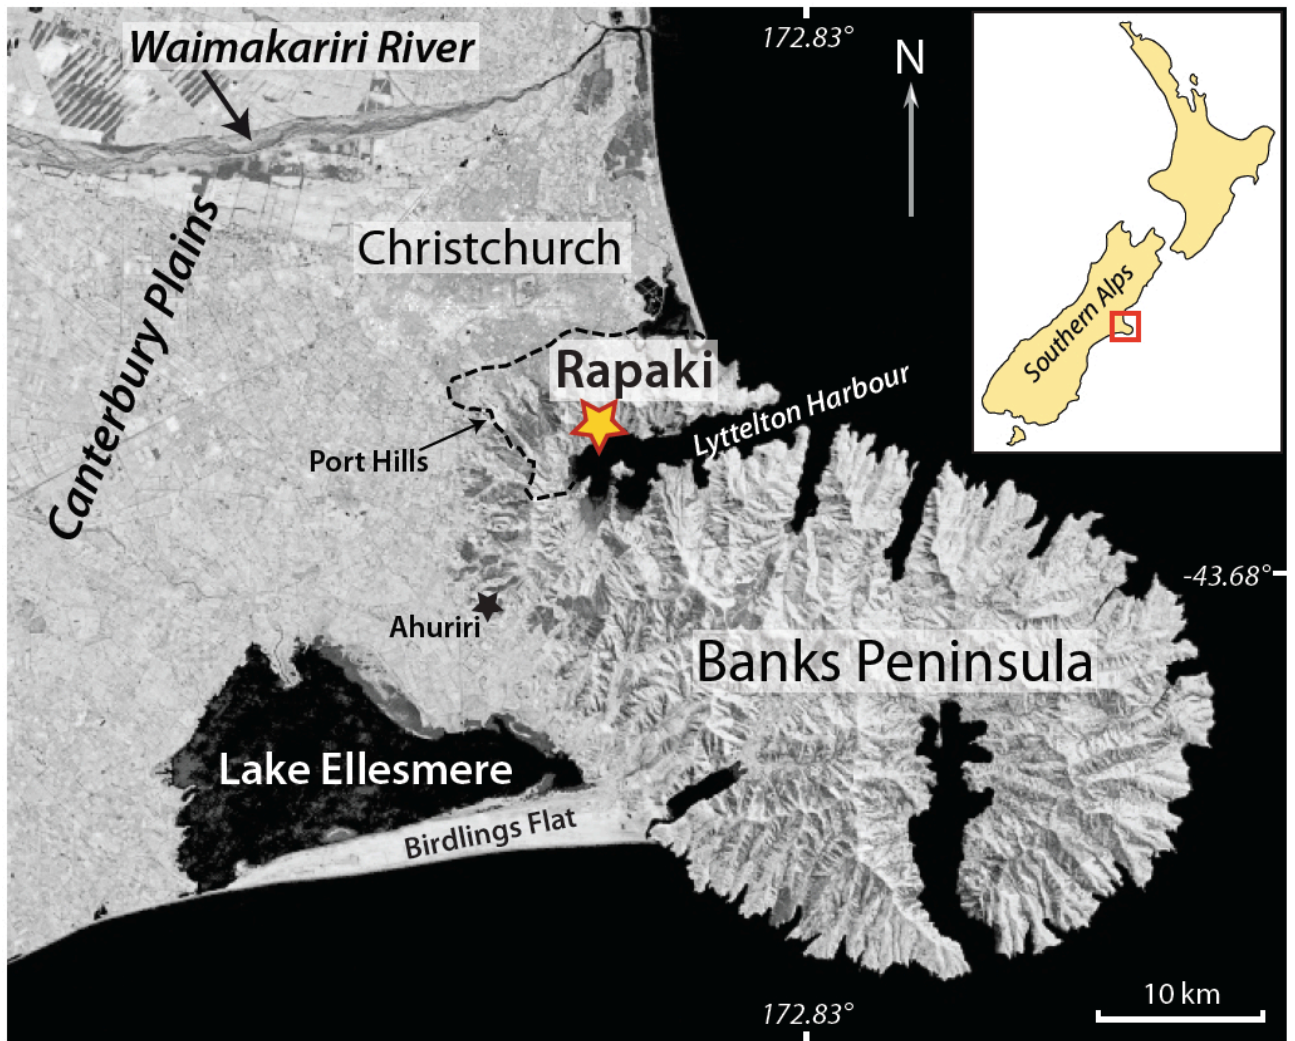 Waimakariri River
172.83°
N
Canterbury Plains
Christchurch
Southern Alps
Rapaki
Lyttelton Harbour
Port Hills
-43.68°
Ahuriri
Banks Peninsula
Lake Ellesmere
Birdlings Flat
10 km
172.83°